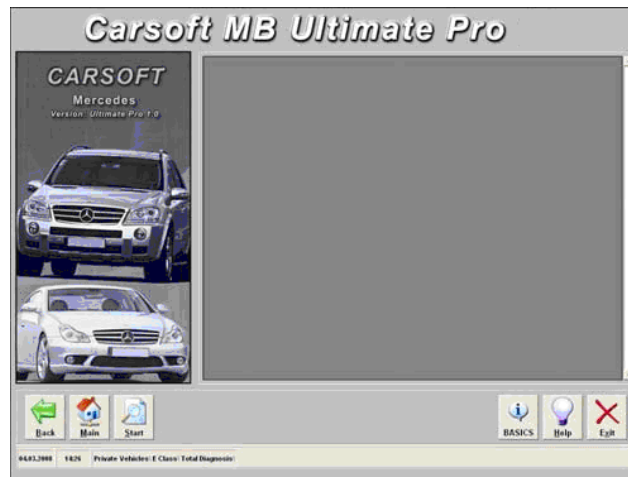 Carsoft MB Ultimate Pro
CARSOFT
Mercedes
Version: Ultimate Pro 1.0
Back
Main
Start
BASICS
Help
Exit
04.03.2008 14:26 Private Vehicles\ E Class\ Total Diagnosis\